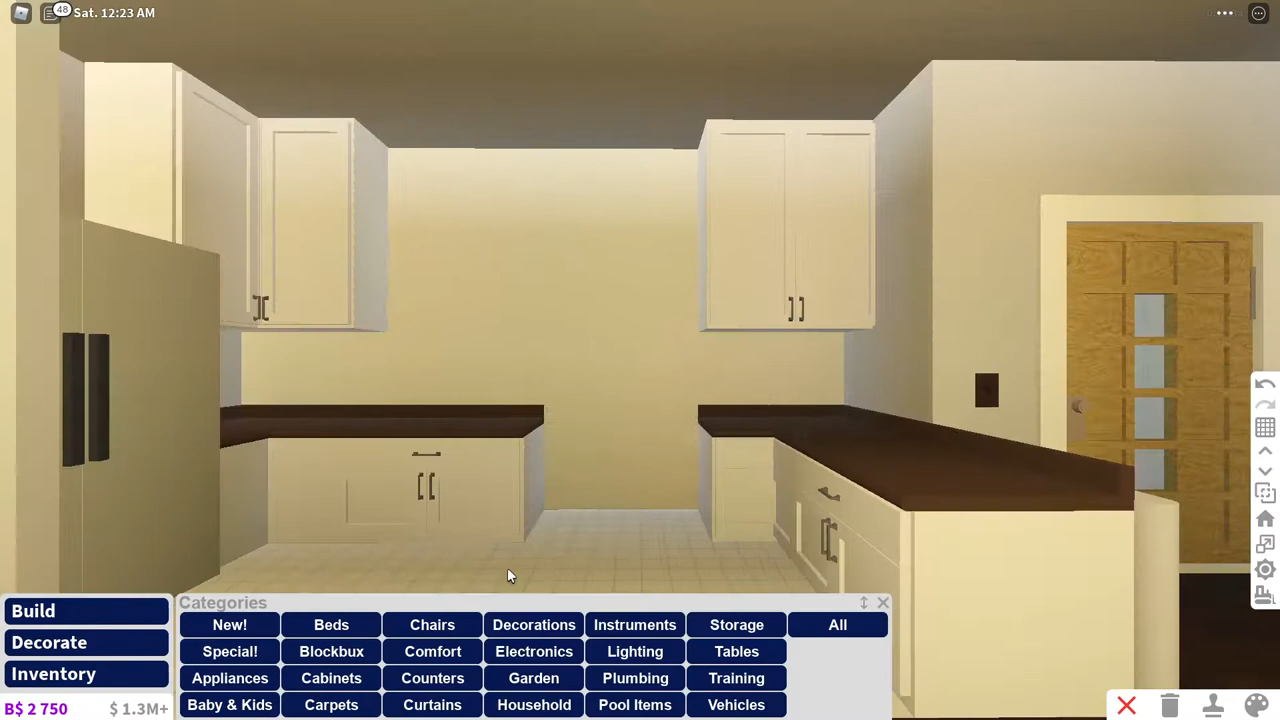 48 Sat. 12:23 AM
Categories
New! Beds Chairs Decorations Instruments Storage All
Special! Blockbux Comfort Electronics Lighting Tables
Appliances Cabinets Counters Garden Plumbing Training
Baby & Kids Carpets Curtains Household Pool Items Vehicles
Build
Decorate
Inventory
B$ 2 750 $ 1.3M+